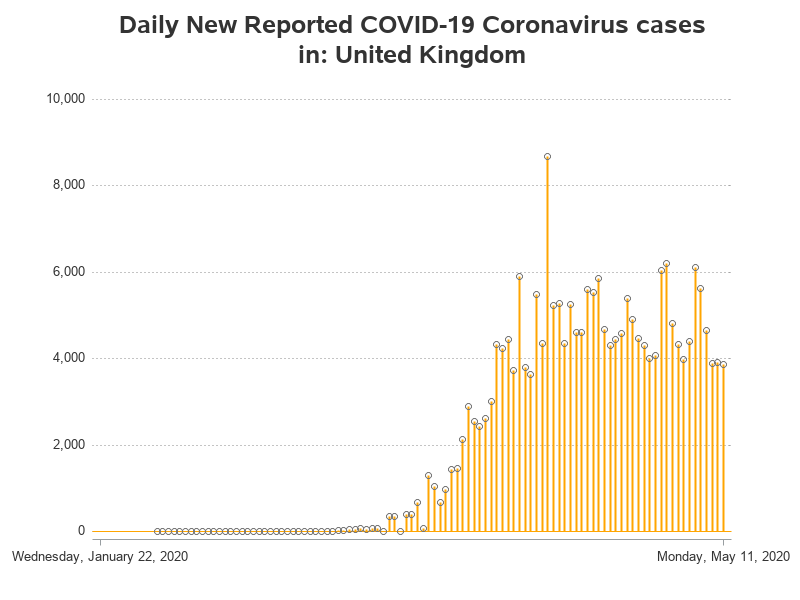 Daily New Reported COVID-19 Coronavirus cases
in: United Kingdom
10,000
8,000
6,000
4,000
2,000
0
Wednesday, January 22, 2020
Monday, May 11, 2020